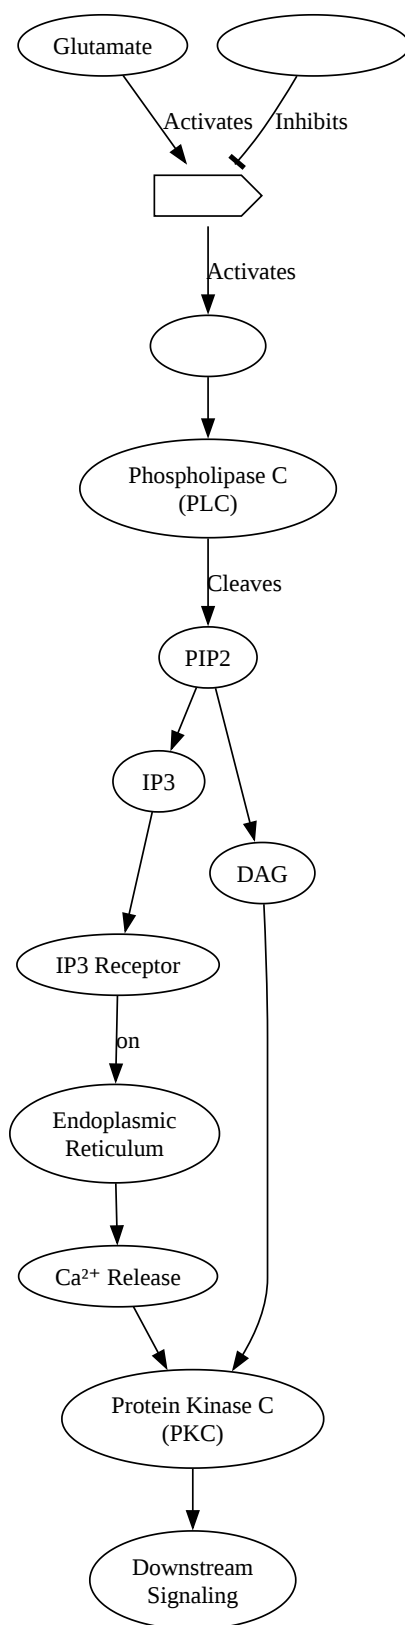 Glutamate
Activates
Inhibits
Activates
Phospholipase C
(PLC)
Cleaves
PIP2
IP3
DAG
IP3 Receptor
on
Endoplasmic
Reticulum
Ca²⁺ Release
Protein Kinase C
(PKC)
Downstream
Signaling